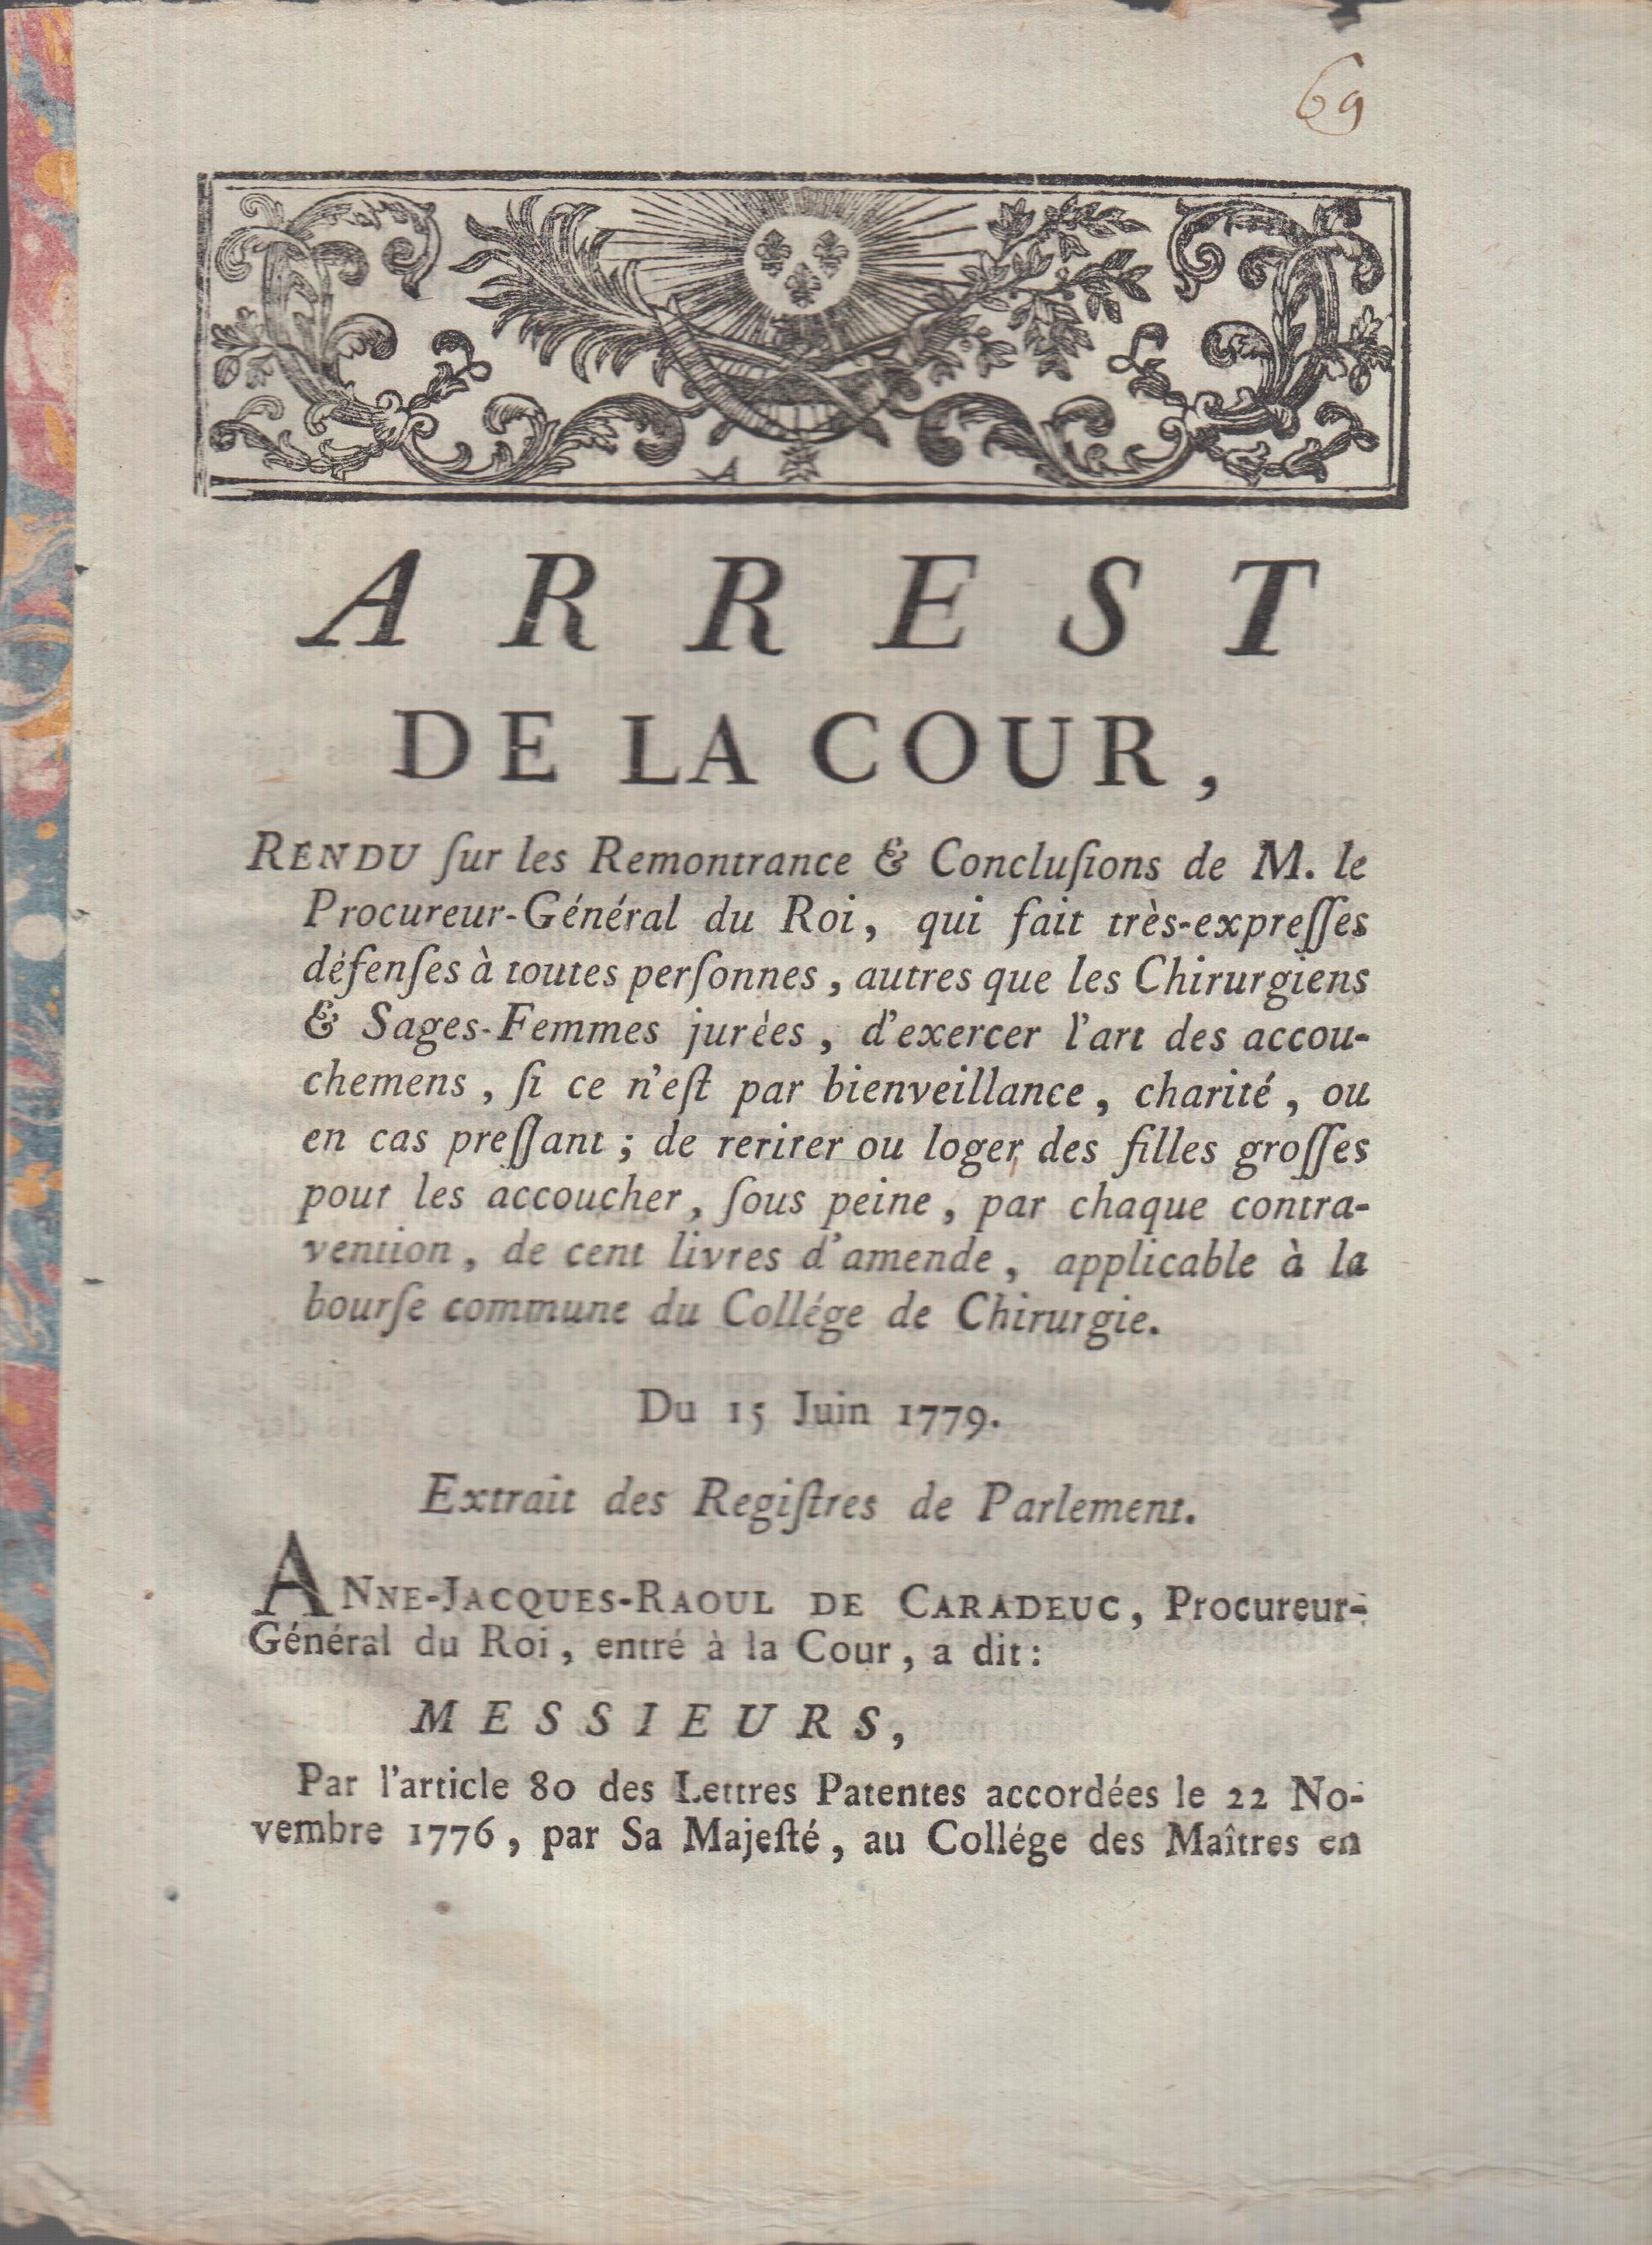 69
ARREST
DE LA COUR,
RENDU ſur les Remontrance & Concluſions de M. le
Procureur-Général du Roi, qui fait très-expreſſes
défenſes à toutes perſonnes, autres que les Chirurgiens
& Sages-Femmes jurées, d'exercer l'art des accou-
chemens, ſi ce n'eſt par bienveillance, charité, ou
en cas preſſant; de retirer ou loger des filles groſſes
pour les accoucher, ſous peine, par chaque contra-
vention, de cent livres d'amende, applicable à la
bourſe commune du Collége de Chirurgie.
Du 15 Juin 1779.
Extrait des Regiſtres de Parlement.
ANNE-JACQUES-RAOUL DE CARADEUC, Procureur-
Général du Roi, entré à la Cour, a dit:
MESSIEURS,
Par l'article 80 des Lettres Patentes accordées le 22 No-
vembre 1776, par Sa Majeſté, au Collége des Maîtres en